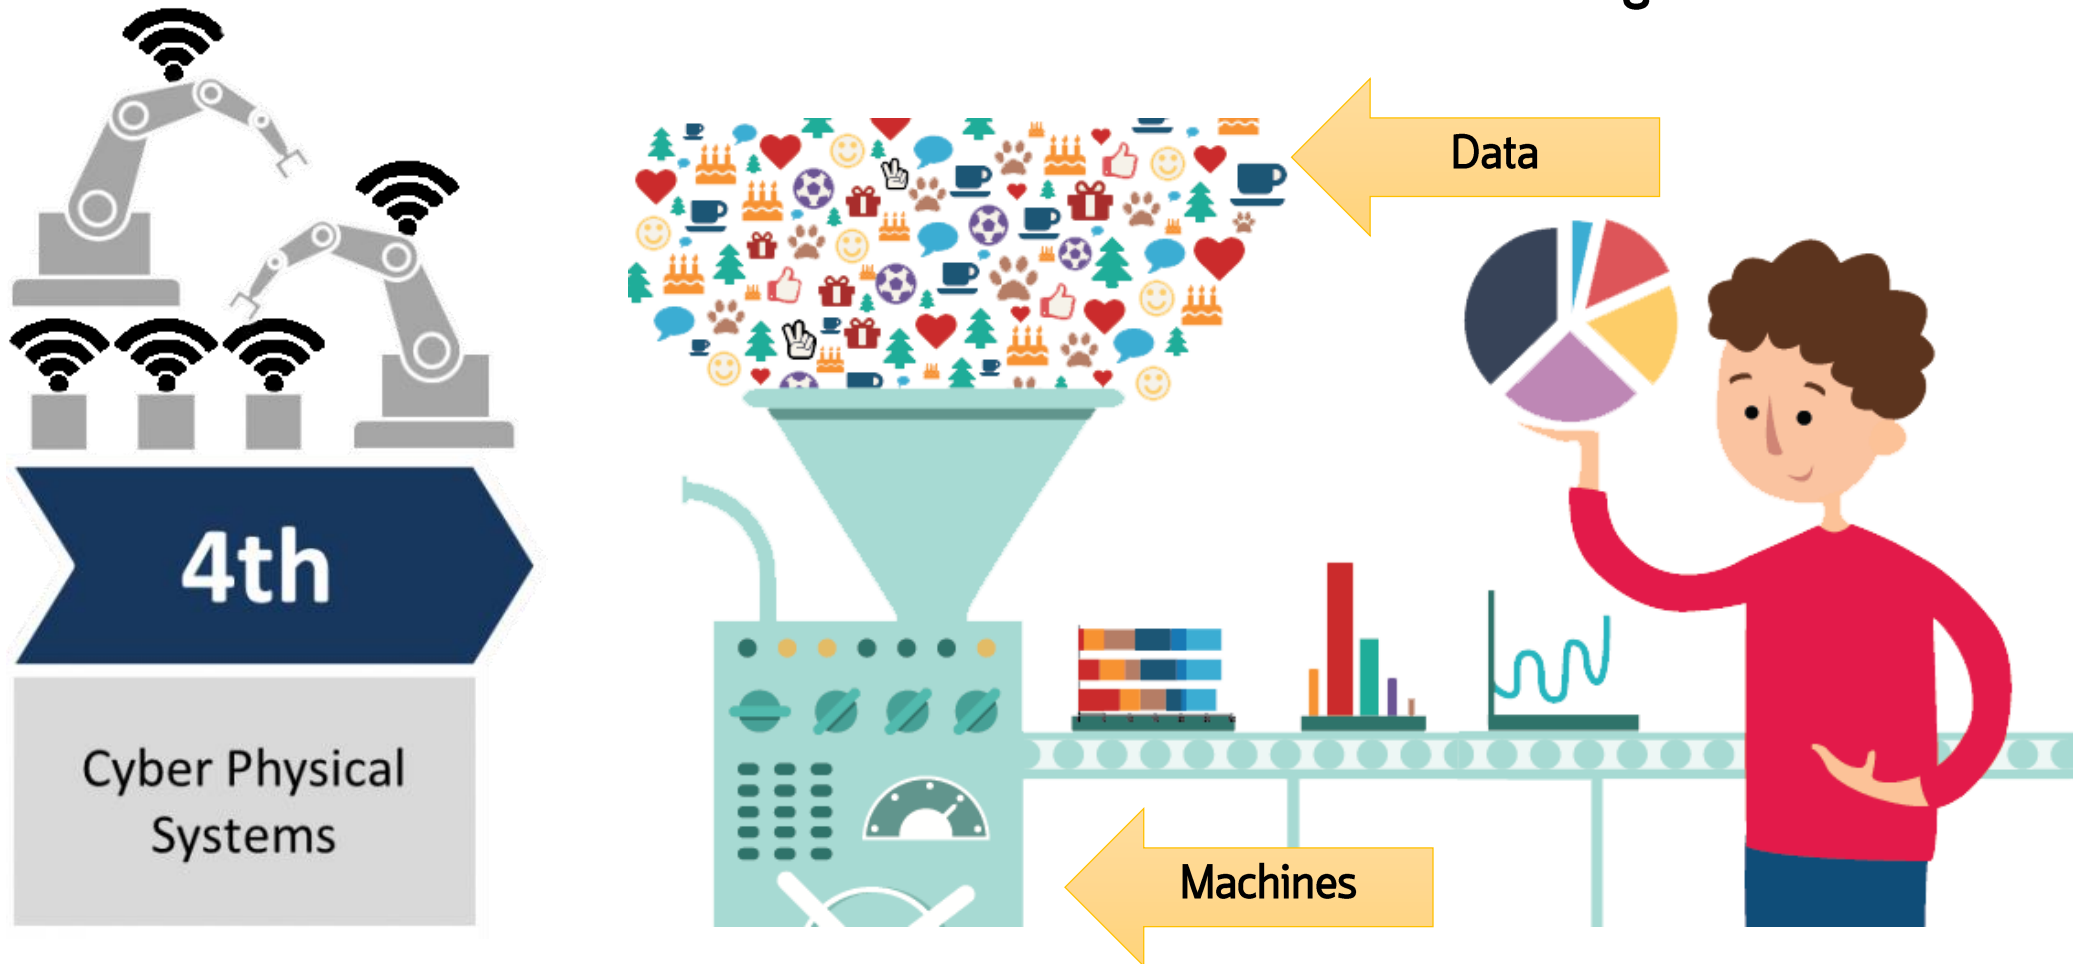 Data
4th
Cyber Physical
Systems
Machines